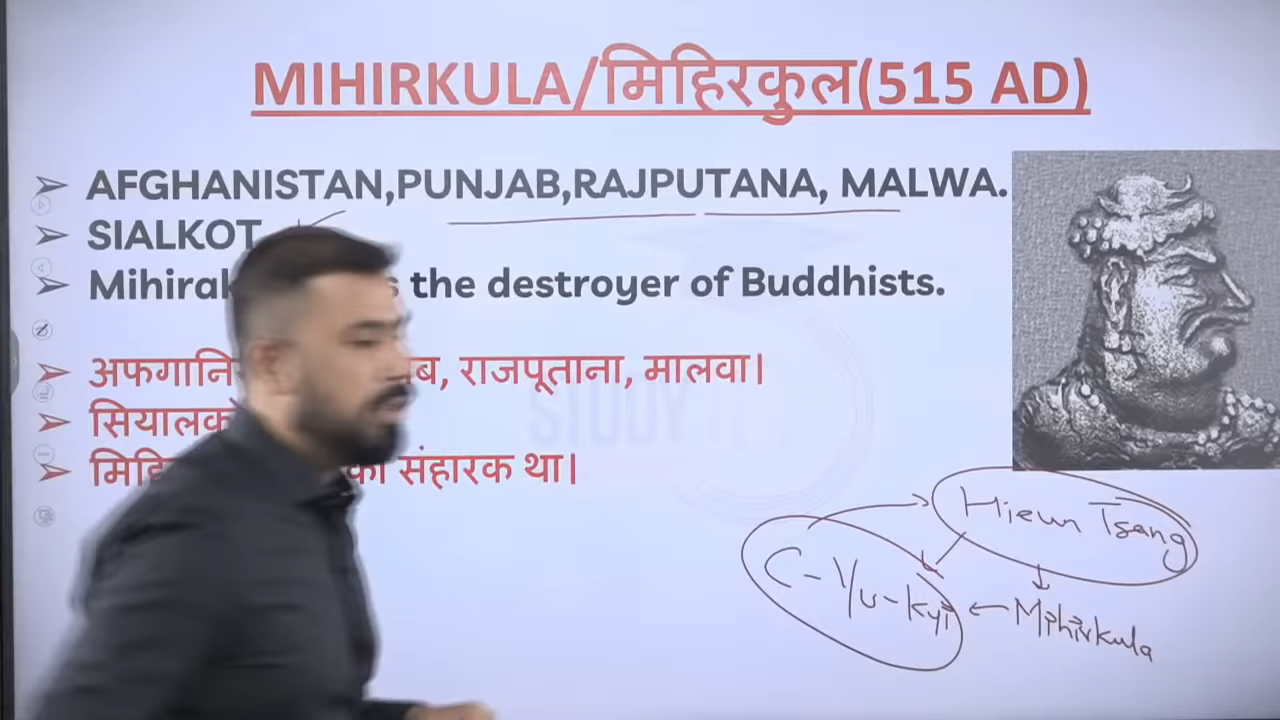 MIHIRKULA/मिहिरकुल(515 AD)
AFGHANISTAN,PUNJAB,RAJPUTANA, MALWA.
SIALKOT
the destroyer of Buddhists.
राजपूताना, मालवा।
संहारक था।
STUDY
Hieun Tsang
C-Yu-kyi
Mihirkula